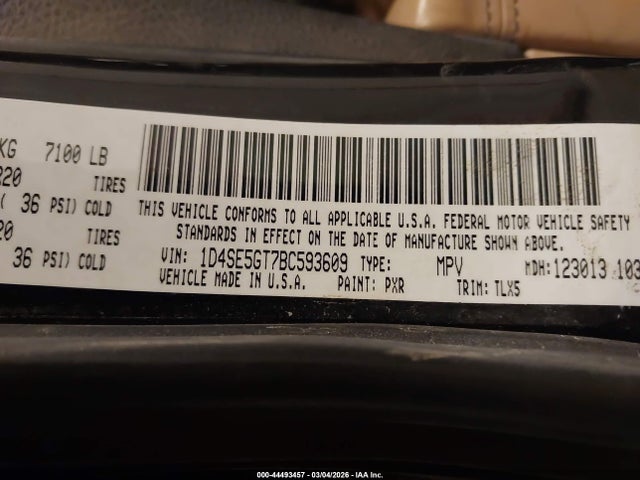 KG 7100 LB
TIRES
36 PSI) COLD
TIRES
36 PSI) COLD
THIS VEHICLE CONFORMS TO ALL APPLICABLE U.S.A. FEDERAL MOTOR VEHICLE SAFETY
STANDARDS IN EFFECT ON THE DATE OF MANUFACTURE SHOWN ABOVE.
VIN: 1D4SE5GT7BC593609 TYPE: MPV MDH: 123013 103
VEHICLE MADE IN U.S.A. PAINT: PXR TRIM: TLX5
000-44493457 - 03/04/2026 - IAA Inc.